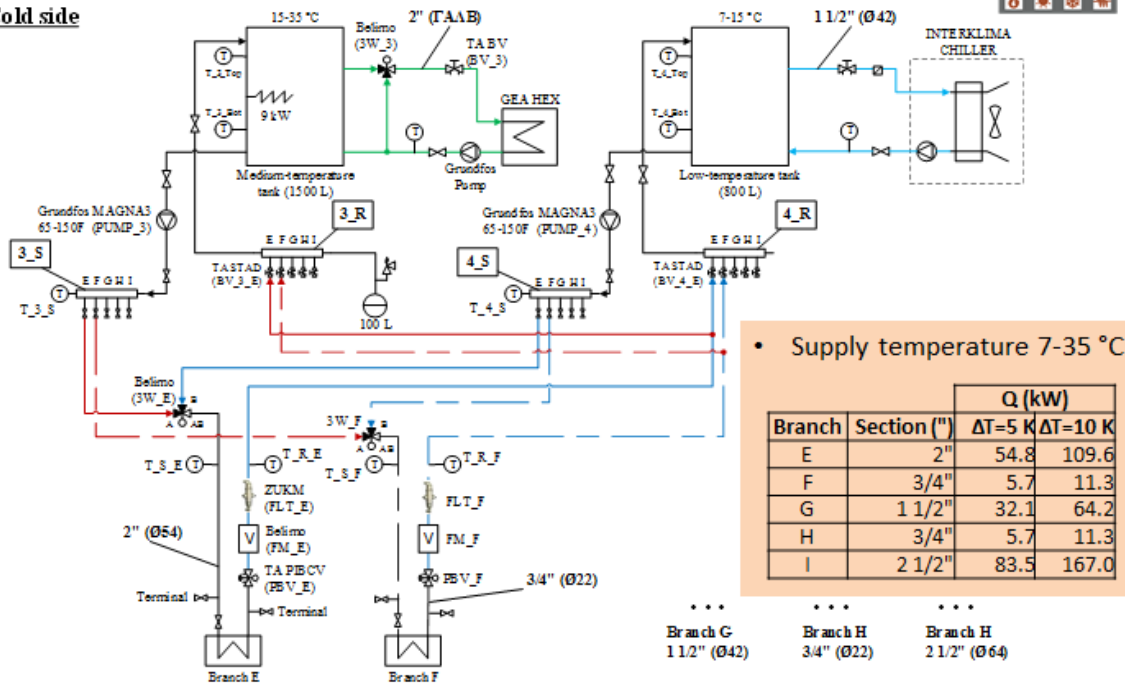 Cold side
15-35 °C
Belimo
(3W_3)
2" (ГАЛВ)
TA BV
(BV_3)
7-15 °C
1 1/2" (Ø42)
INTERKLIMA
CHILLER
T_3_Top
T
T_3_Bot
T
9 kW
T
GEA HEX
Grundfos
Pump
Medium-temperature
tank (1500 L)
T_4_Top
T
T_4_Bot
T
T
Low-temperature tank
(800 L)
Grundfos MAGNA3
65-150F (PUMP_3)
3_R
Grundfos MAGNA3
65-150F (PUMP_4)
4_R
3_S
E F G H I
T
T_3_S
E F G H I
TA STAD
(BV_3_E)
100 L
4_S
E F G H I
T
T_4_S
E F G H I
TA STAD
(BV_4_E)
Belimo
(3W_E)
B
A
AB
3W_F
B
A
AB
T_S_E
T
T
T_R_E
T_S_F
T
T
T_R_F
ZUKM
(FLT_E)
FLT_F
2" (Ø54)
V
Belimo
(FM_E)
V
FM_F
TA PIBCV
(PBV_E)
PBV_F
3/4" (Ø22)
Terminal
Terminal
Branch E
Branch F
• Supply temperature 7-35 °C
Q (kW)
Branch Section (") ΔT=5 K ΔT=10 K
E 2" 54.8 109.6
F 3/4" 5.7 11.3
G 1 1/2" 32.1 64.2
H 3/4" 5.7 11.3
I 2 1/2" 83.5 167.0
• • •
• • •
• • •
Branch G
1 1/2" (Ø42)
Branch H
3/4" (Ø22)
Branch H
2 1/2" (Ø64)